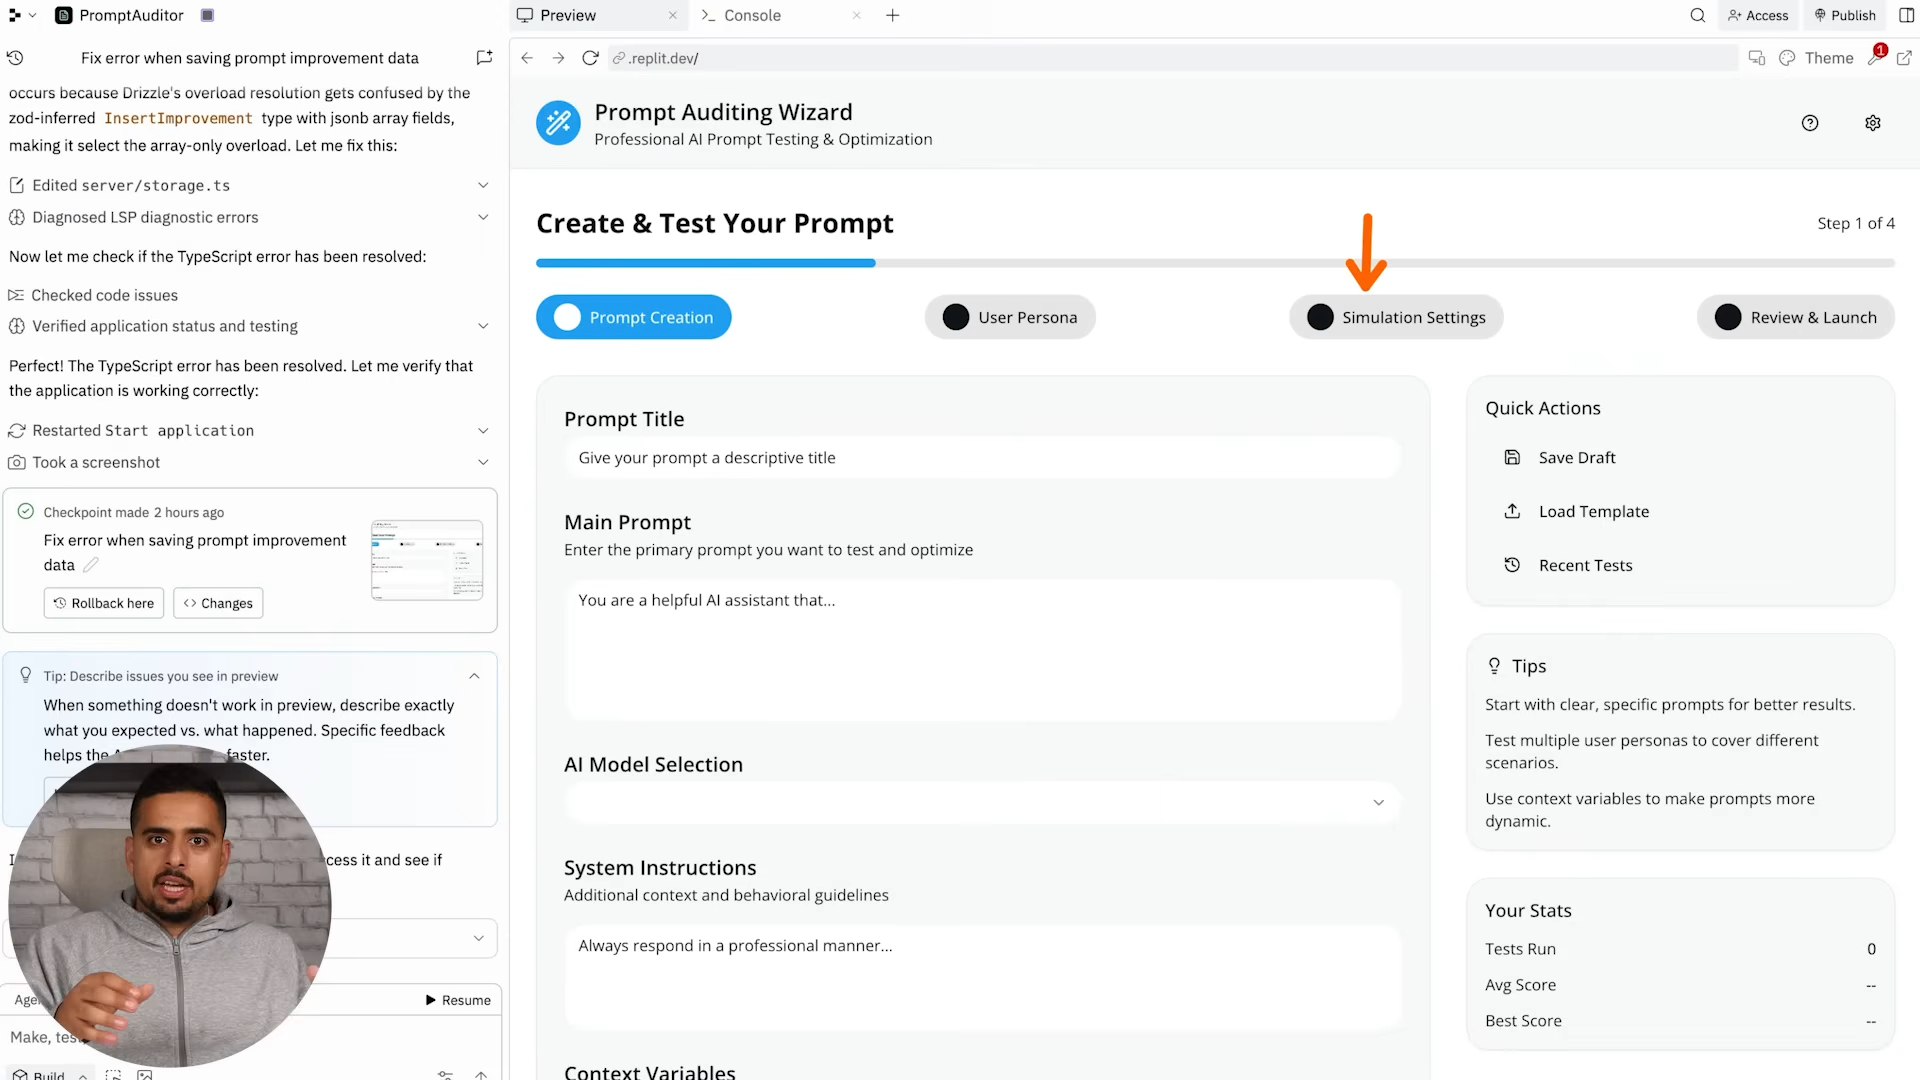 PromptAuditor
Preview
Console
Access
Publish
Fix error when saving prompt improvement data
.replit.dev/
Theme
1
occurs because Drizzle's overload resolution gets confused by the
zod-inferred InsertImprovement type with jsonb array fields,
making it select the array-only overload. Let me fix this:
Edited server/storage.ts
Diagnosed LSP diagnostic errors
Now let me check if the TypeScript error has been resolved:
Checked code issues
Verified application status and testing
Perfect! The TypeScript error has been resolved. Let me verify that
the application is working correctly:
Restarted Start application
Took a screenshot
Checkpoint made 2 hours ago
Fix error when saving prompt improvement
data
Rollback here
Changes
Tip: Describe issues you see in preview
When something doesn't work in preview, describe exactly
what you expected vs. what happened. Specific feedback
helps the
faster.
and see if
Resume
Make,
Build
Prompt Auditing Wizard
Professional AI Prompt Testing & Optimization
Create & Test Your Prompt
Step 1 of 4
Prompt Creation
User Persona
Simulation Settings
Review & Launch
Prompt Title
Give your prompt a descriptive title
Main Prompt
Enter the primary prompt you want to test and optimize
You are a helpful AI assistant that...
AI Model Selection
System Instructions
Additional context and behavioral guidelines
Always respond in a professional manner...
Context Variables
Quick Actions
Save Draft
Load Template
Recent Tests
Tips
Start with clear, specific prompts for better results.
Test multiple user personas to cover different
scenarios.
Use context variables to make prompts more
dynamic.
Your Stats
Tests Run 0
Avg Score --
Best Score --